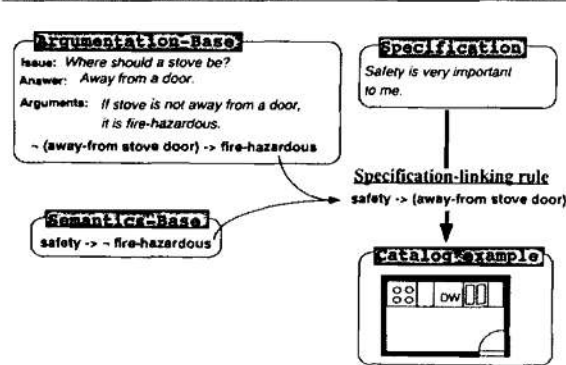 Argumentation-Base
Issue: Where should a stove be?
Answer: Away from a door.
Arguments: If stove is not away from a door,
it is fire-hazardous.
¬ (away-from stove door) -> fire-hazardous
Semantics-Base
safety -> ¬ fire-hazardous
Specification
Safety is very important
to me.
Specification-linking rule
safety -> (away-from stove door)
Catalog example
DW